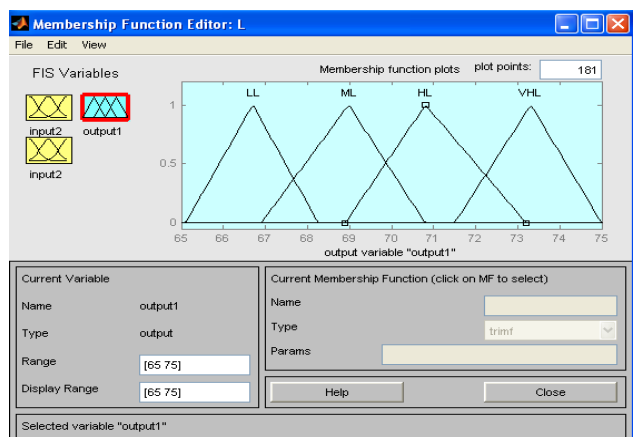 Membership Function Editor: L
File Edit View
FIS Variables
Membership function plots plot points: 181
input2 output1
input2
LL ML HL VHL
1
0.5
0
65 66 67 68 69 70 71 72 73 74 75
output variable "output1"
Current Variable
Name output1
Type output
Range [65 75]
Display Range [65 75]
Current Membership Function (click on MF to select)
Name
Type trimf
Params
Help Close
Selected variable "output1"